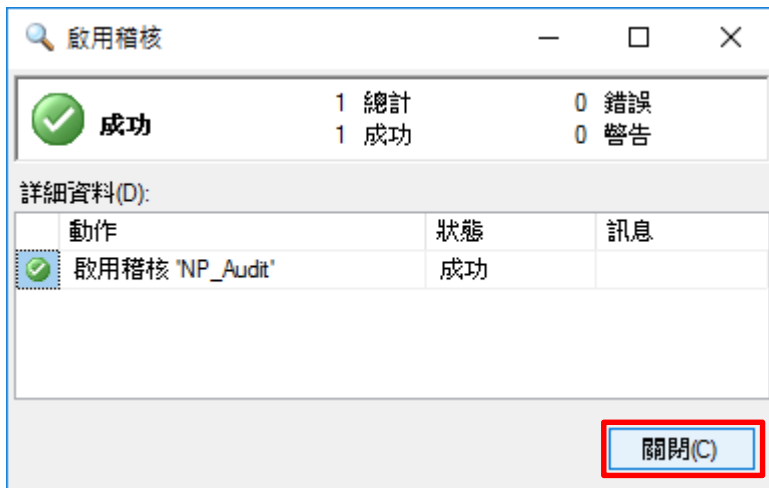 啟用稽核
成功
1 總計 0 錯誤
1 成功 0 警告
詳細資料(D):
動作 狀態 訊息
啟用稽核 'NP_Audit' 成功
關閉(C)